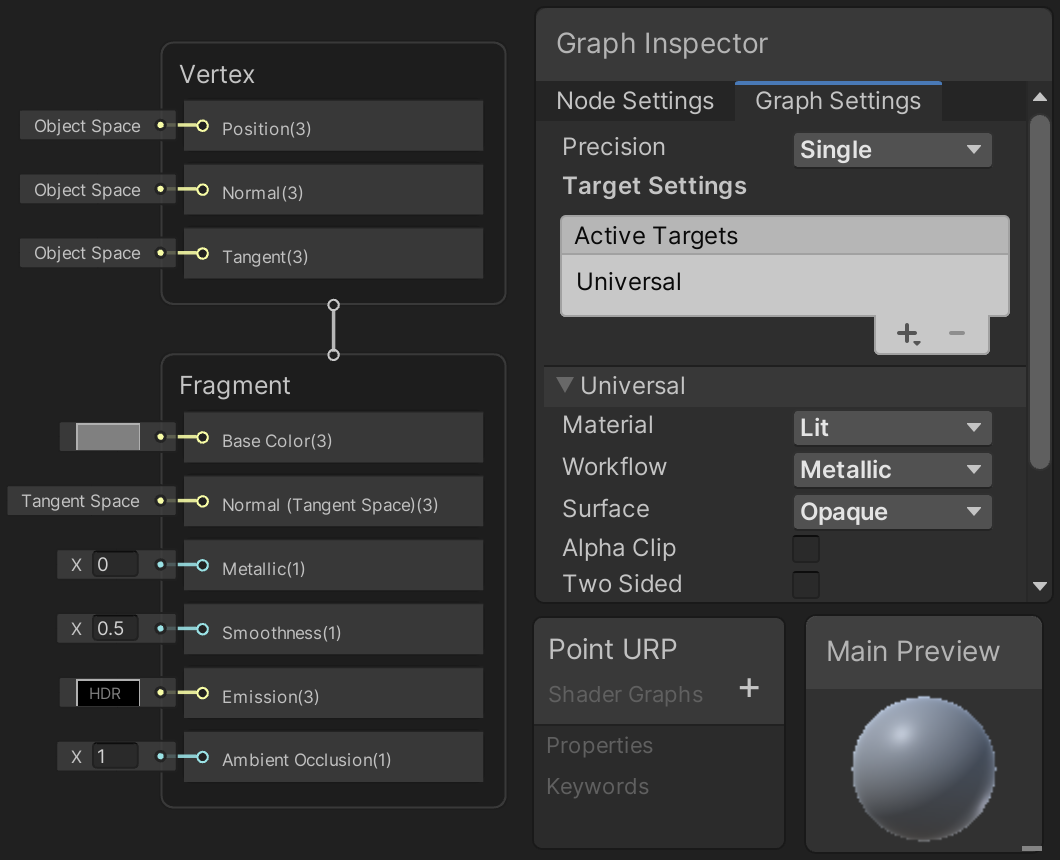 Vertex
Object Space
Position(3)
Object Space
Normal(3)
Object Space
Tangent(3)
Fragment
Base Color(3)
Tangent Space
Normal (Tangent Space)(3)
X 0
Metallic(1)
X 0.5
Smoothness(1)
HDR
Emission(3)
X 1
Ambient Occlusion(1)
Graph Inspector
Node Settings
Graph Settings
Precision
Single
Target Settings
Active Targets
Universal
Universal
Material
Lit
Workflow
Metallic
Surface
Opaque
Alpha Clip
Two Sided
Point URP
Shader Graphs
Properties
Keywords
Main Preview